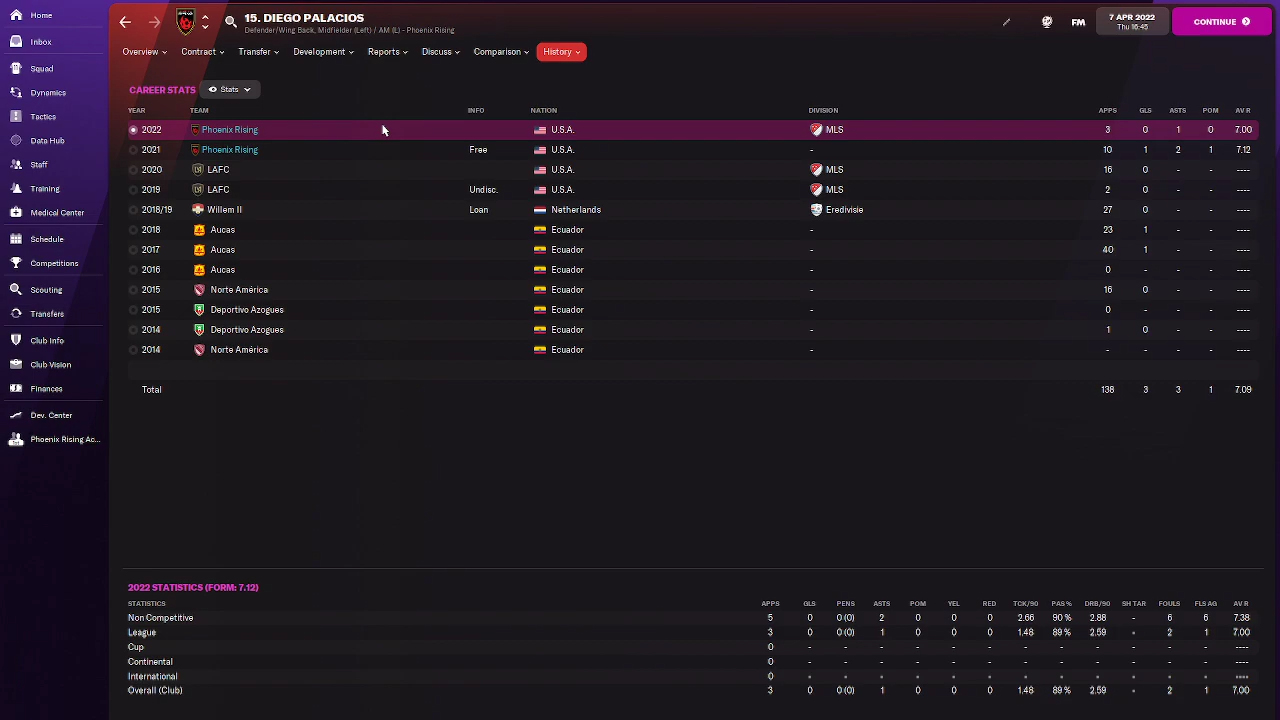 Home
Inbox
Squad
Dynamics
Tactics
Data Hub
Staff
Training
Medical Center
Schedule
Competitions
Scouting
Transfers
Club Info
Club Vision
Finances
Dev. Center
Phoenix Rising Ac...
15. DIEGO PALACIOS
Defender/Wing Back, Midfielder (Left) / AM (L) - Phoenix Rising
FM
7 APR 2022
Thu 16:45
CONTINUE
Overview Contract Transfer Development Reports Discuss Comparison History
CAREER STATS Stats
YEAR TEAM INFO NATION DIVISION APPS GLS ASTS POM AV R
2022 Phoenix Rising U.S.A. MLS 3 0 1 0 7.00
2021 Phoenix Rising Free U.S.A. - 10 1 2 1 7.12
2020 LAFC U.S.A. MLS 16 0 - - ----
2019 LAFC Undisc. U.S.A. MLS 2 0 - - ----
2018/19 Willem II Loan Netherlands Eredivisie 27 0 - - ----
2018 Aucas Ecuador - 23 1 - - ----
2017 Aucas Ecuador - 40 1 - - ----
2016 Aucas Ecuador - 0 - - - ----
2015 Norte América Ecuador - 16 0 - - ----
2015 Deportivo Azogues Ecuador - 0 - - - ----
2014 Deportivo Azogues Ecuador - 1 0 - - ----
2014 Norte América Ecuador - - - - - ----
Total 138 3 3 1 7.09
2022 STATISTICS (FORM: 7.12)
STATISTICS APPS GLS PENS ASTS POM YEL RED TCK/90 PAS % DRB/90 SH TAR FOULS FLS AG AV R
Non Competitive 5 0 0 (0) 2 0 0 0 2.66 90 % 2.88 - 6 6 7.38
League 3 0 0 (0) 1 0 0 0 1.48 89 % 2.59 - 2 1 7.00
Cup 0 - - - - - - - - - - - - ----
Continental 0 - - - - - - - - - - - - ----
International 0 - - - - - - - - - - - - ----
Overall (Club) 3 0 0 (0) 1 0 0 0 1.48 89 % 2.59 - 2 1 7.00